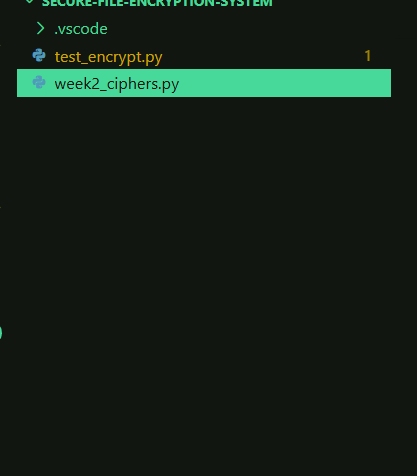 SECURE-FILE-ENCRYPTION-SYSTEM
.vscode
test_encrypt.py 1
week2_ciphers.py